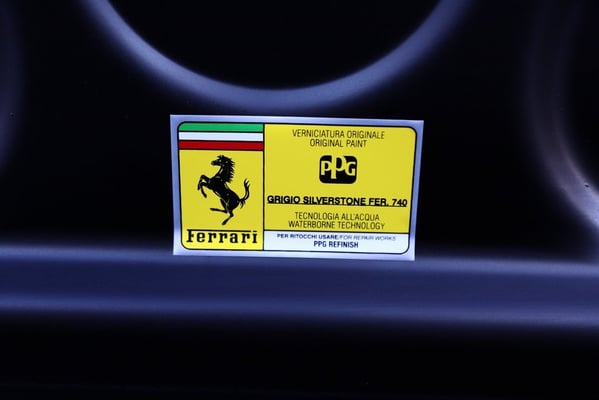 VERNICIATURA ORIGINALE
ORIGINAL PAINT
PPG
GRIGIO SILVERSTONE FER. 740
TECNOLOGIA ALL'ACQUA
WATERBORNE TECHNOLOGY
PER RITOCCHI USARE/FOR REPAIR WORKS
PPG REFINISH
Ferrari